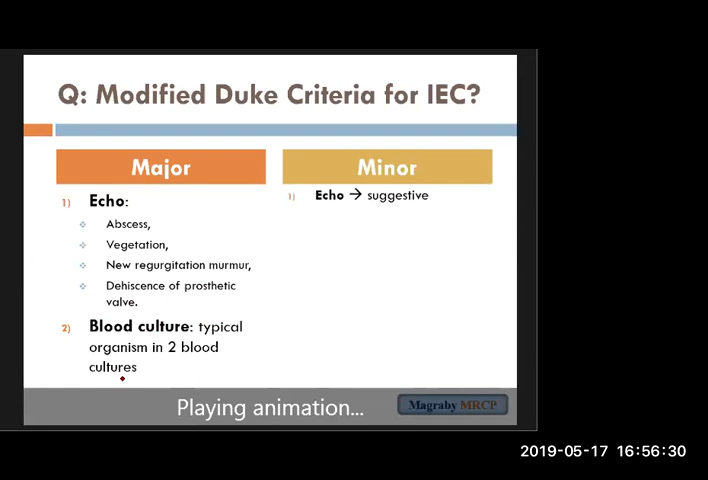 Q: Modified Duke Criteria for IEC?
Major
1) Echo:
Abscess,
Vegetation,
New regurgitation murmur,
Dehiscence of prosthetic
valve.
2) Blood culture: typical
organism in 2 blood
cultures
Minor
1) Echo → suggestive
Playing animation...
Magraby MRCP
2019-05-17 16:56:30